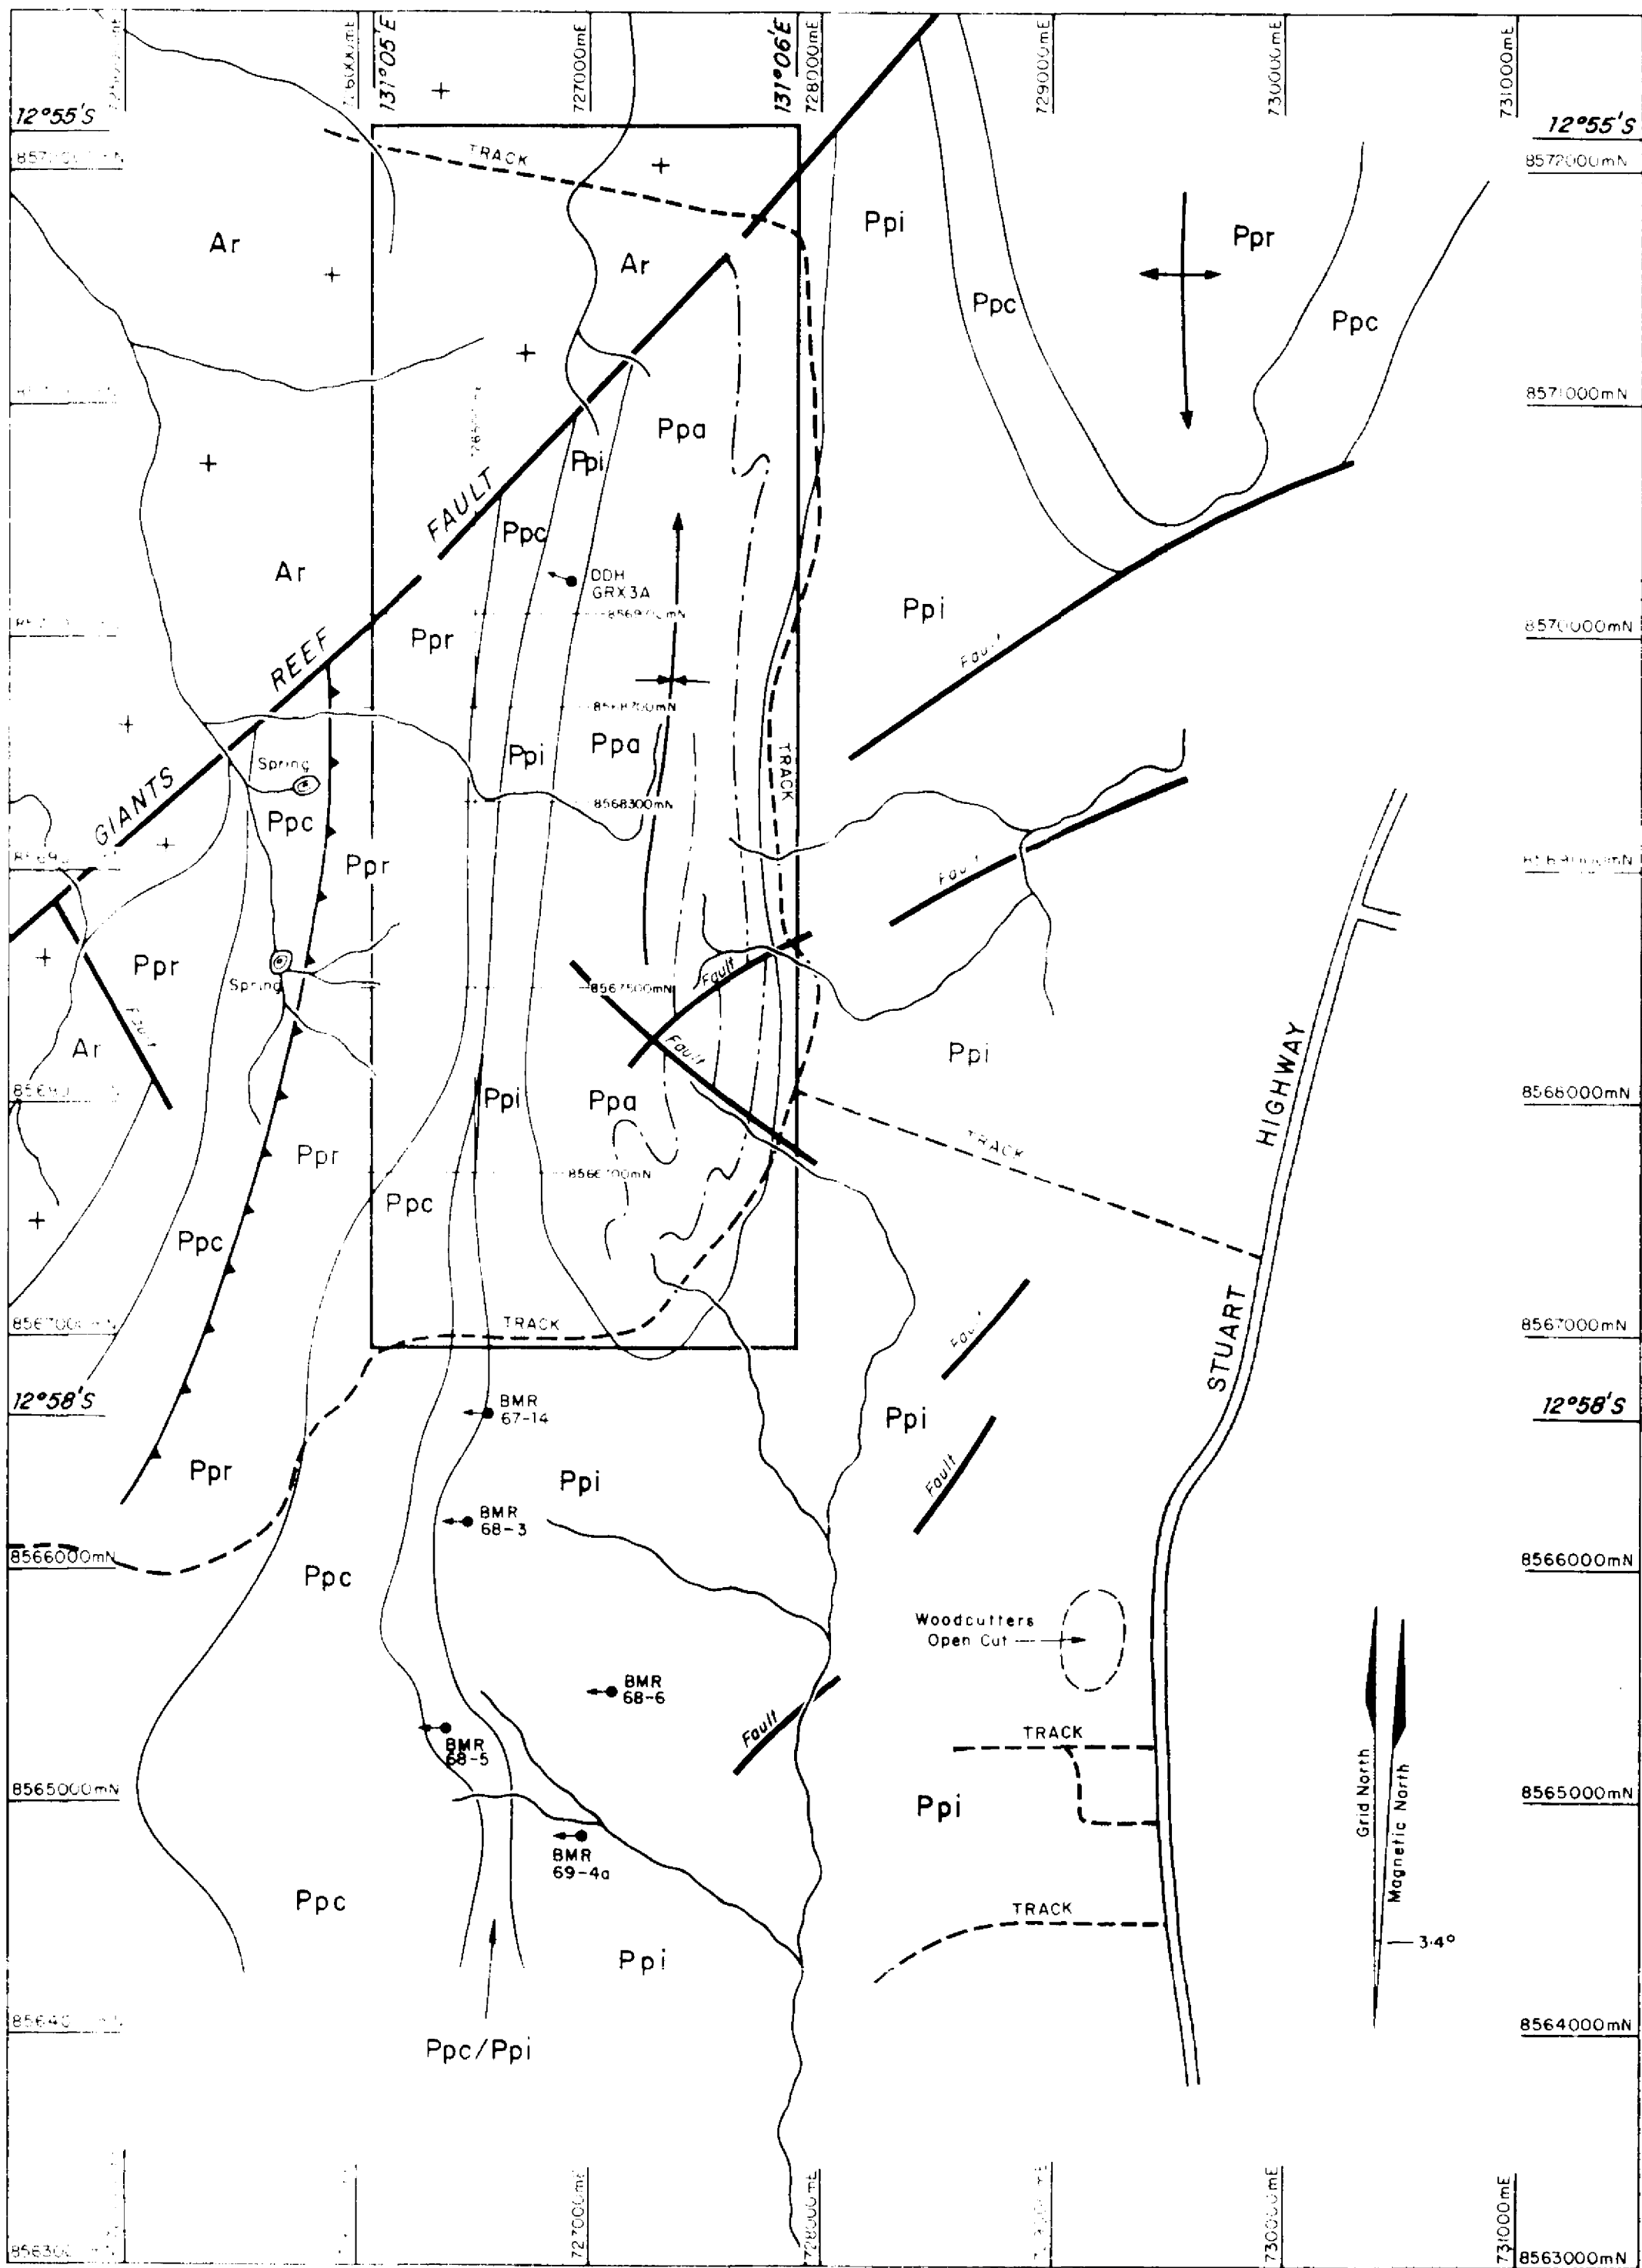 131°05'E
727000mE
131°06'E
728000mE
729000mE
730000mE
731000mE
12°55'S
12°55'S
8572000mN
TRACK
Ar
Ar
Ppi
Ppr
Ppc
Ppc
8571000mN
Ppa
Ppi
FAULT
Ppc
Ar
DDH
GRX3A
Ppi
8570000mN
Ppr
REEF
Fault
Ppa
Ppi
TRACK
Spring
GIANTS
8568300mN
Ppc
Ppr
Fault
Ppr
Spring
Fault
8567500mN
Fault
Ar
Fault
Ppi
HIGHWAY
Ppi
Ppa
8568000mN
TRACK
Ppr
Ppc
Ppc
STUART
TRACK
Fault
8567000mN
12°58'S
12°58'S
BMR
67-14
Ppi
Ppr
Ppi
Fault
BMR
68-3
8566000mN
8566000mN
Ppc
Woodcutters
Open Cut
BMR
68-6
Fault
BMR
68-5
TRACK
8565000mN
8565000mN
Ppi
Grid North
Magnetic North
BMR
69-4a
Ppc
TRACK
3.4°
Ppi
8564000mN
Ppc/Ppi
727000mE
728000mE
730000mE
731000mE
8563000mN